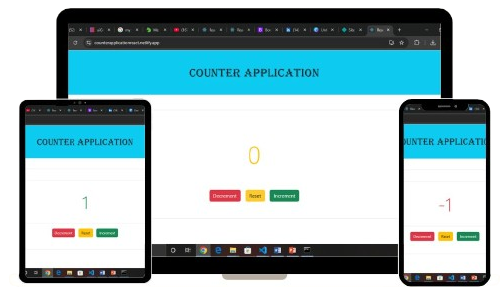 counterapplicationreact.netlify.app
COUNTER APPLICATION
0
Decrement Reset Increment
COUNTER APPLICATION
1
Decrement Reset Increment
OUNTER APPLICATION
-1
Decrement Reset Increment